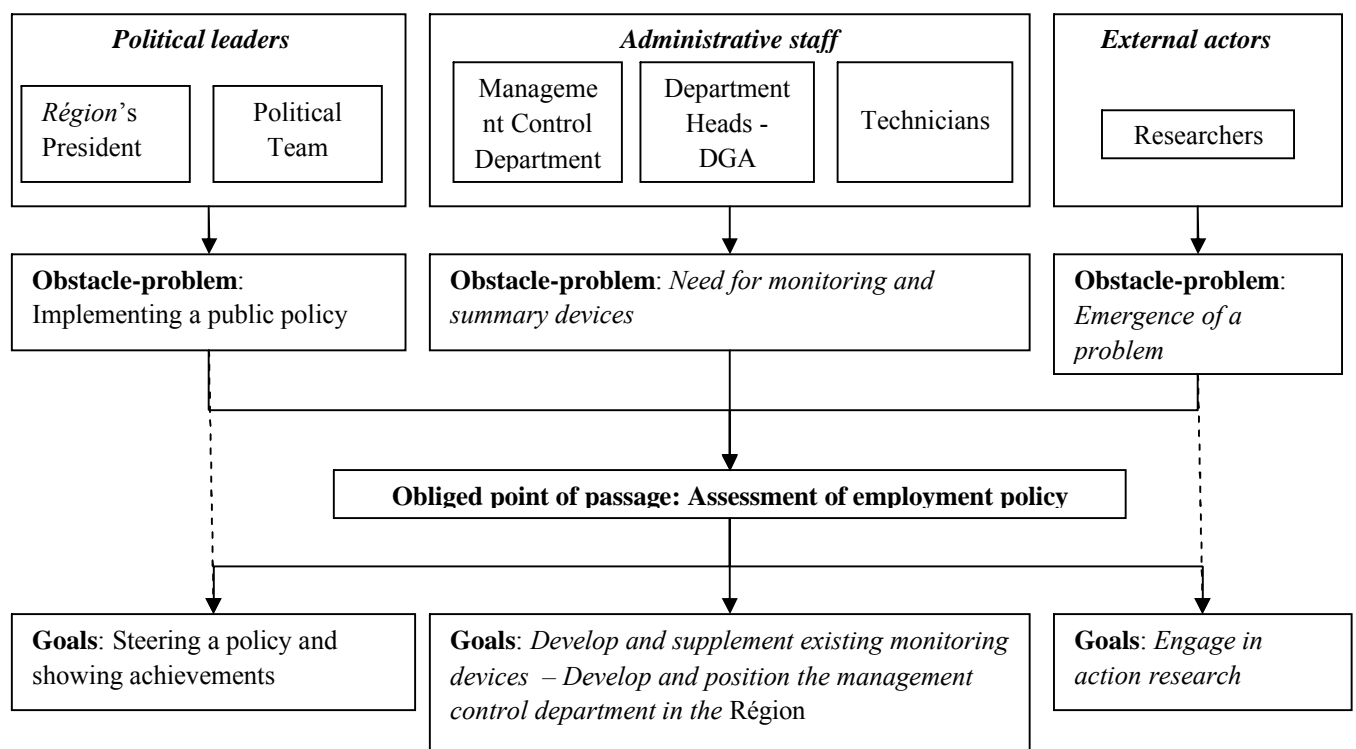 Political leaders
Région's
President
Political
Team
Administrative staff
Manageme
nt Control
Department
Department
Heads -
DGA
Technicians
External actors
Researchers
Obstacle-problem:
Implementing a public policy
Obstacle-problem: Need for monitoring and
summary devices
Obstacle-problem:
Emergence of a
problem
Obliged point of passage: Assessment of employment policy
Goals: Steering a policy and
showing achievements
Goals: Develop and supplement existing monitoring
devices – Develop and position the management
control department in the Région
Goals: Engage in
action research